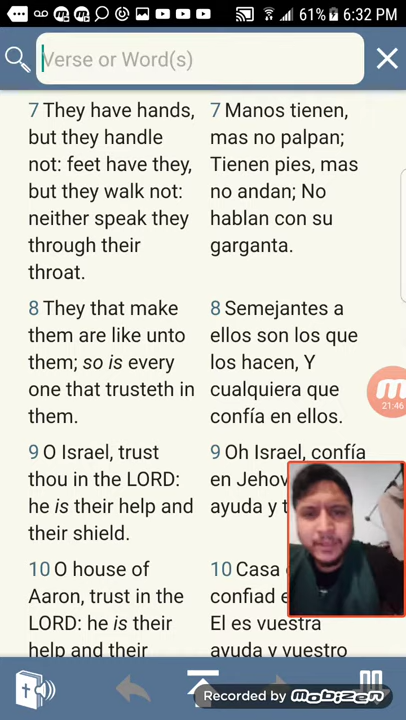 61% 6:32 PM
Verse or Word(s)
7 They have hands,
but they handle
not: feet have they,
but they walk not:
neither speak they
through their
throat.
8 They that make
them are like unto
them; so is every
one that trusteth in
them.
9 O Israel, trust
thou in the LORD:
he is their help and
their shield.
10 O house of
Aaron, trust in the
LORD: he is their
help and their
7 Manos tienen,
mas no palpan;
Tienen pies, mas
no andan; No
hablan con su
garganta.
8 Semejantes a
ellos son los que
los hacen, Y
cualquiera que
confía en ellos.
9 Oh Israel, confía
en
ayuda y
10 Casa
confiad
El es vuestra
ayuda y vuestro
21:46
Recorded by mobizen